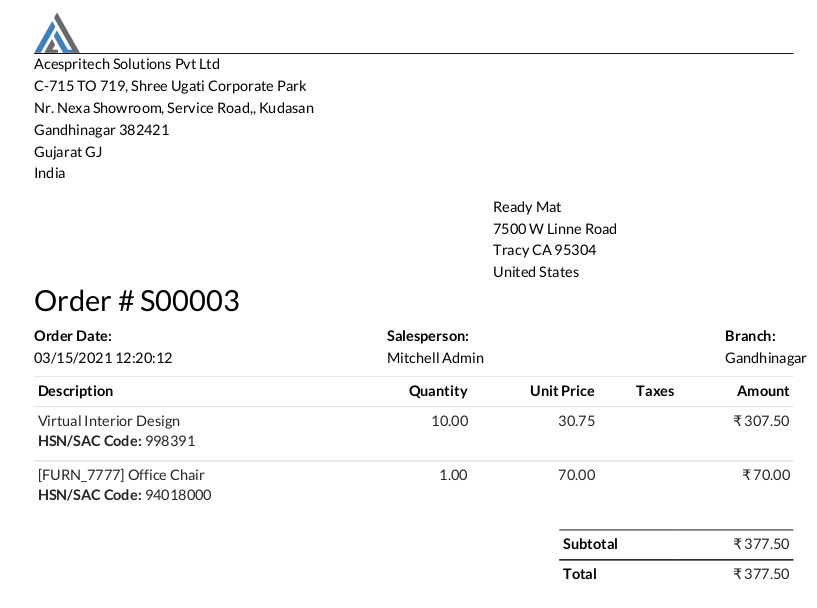 Acespritech Solutions Pvt Ltd
C-715 TO 719, Shree Ugati Corporate Park
Nr. Nexa Showroom, Service Road,, Kudasan
Gandhinagar 382421
Gujarat GJ
India
Ready Mat
7500 W Linne Road
Tracy CA 95304
United States
Order # S00003
Order Date: Salesperson: Branch:
03/15/2021 12:20:12 Mitchell Admin Gandhinagar
Description Quantity Unit Price Taxes Amount
Virtual Interior Design 10.00 30.75 ₹ 307.50
HSN/SAC Code: 998391
[FURN_7777] Office Chair 1.00 70.00 ₹ 70.00
HSN/SAC Code: 94018000
Subtotal ₹ 377.50
Total ₹ 377.50